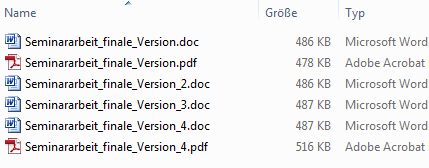 Name Größe Typ
Seminararbeit_finale_Version.doc 486 KB Microsoft Word
Seminararbeit_finale_Version.pdf 478 KB Adobe Acrobat
Seminararbeit_finale_Version_2.doc 486 KB Microsoft Word
Seminararbeit_finale_Version_3.doc 487 KB Microsoft Word
Seminararbeit_finale_Version_4.doc 487 KB Microsoft Word
Seminararbeit_finale_Version_4.pdf 516 KB Adobe Acrobat